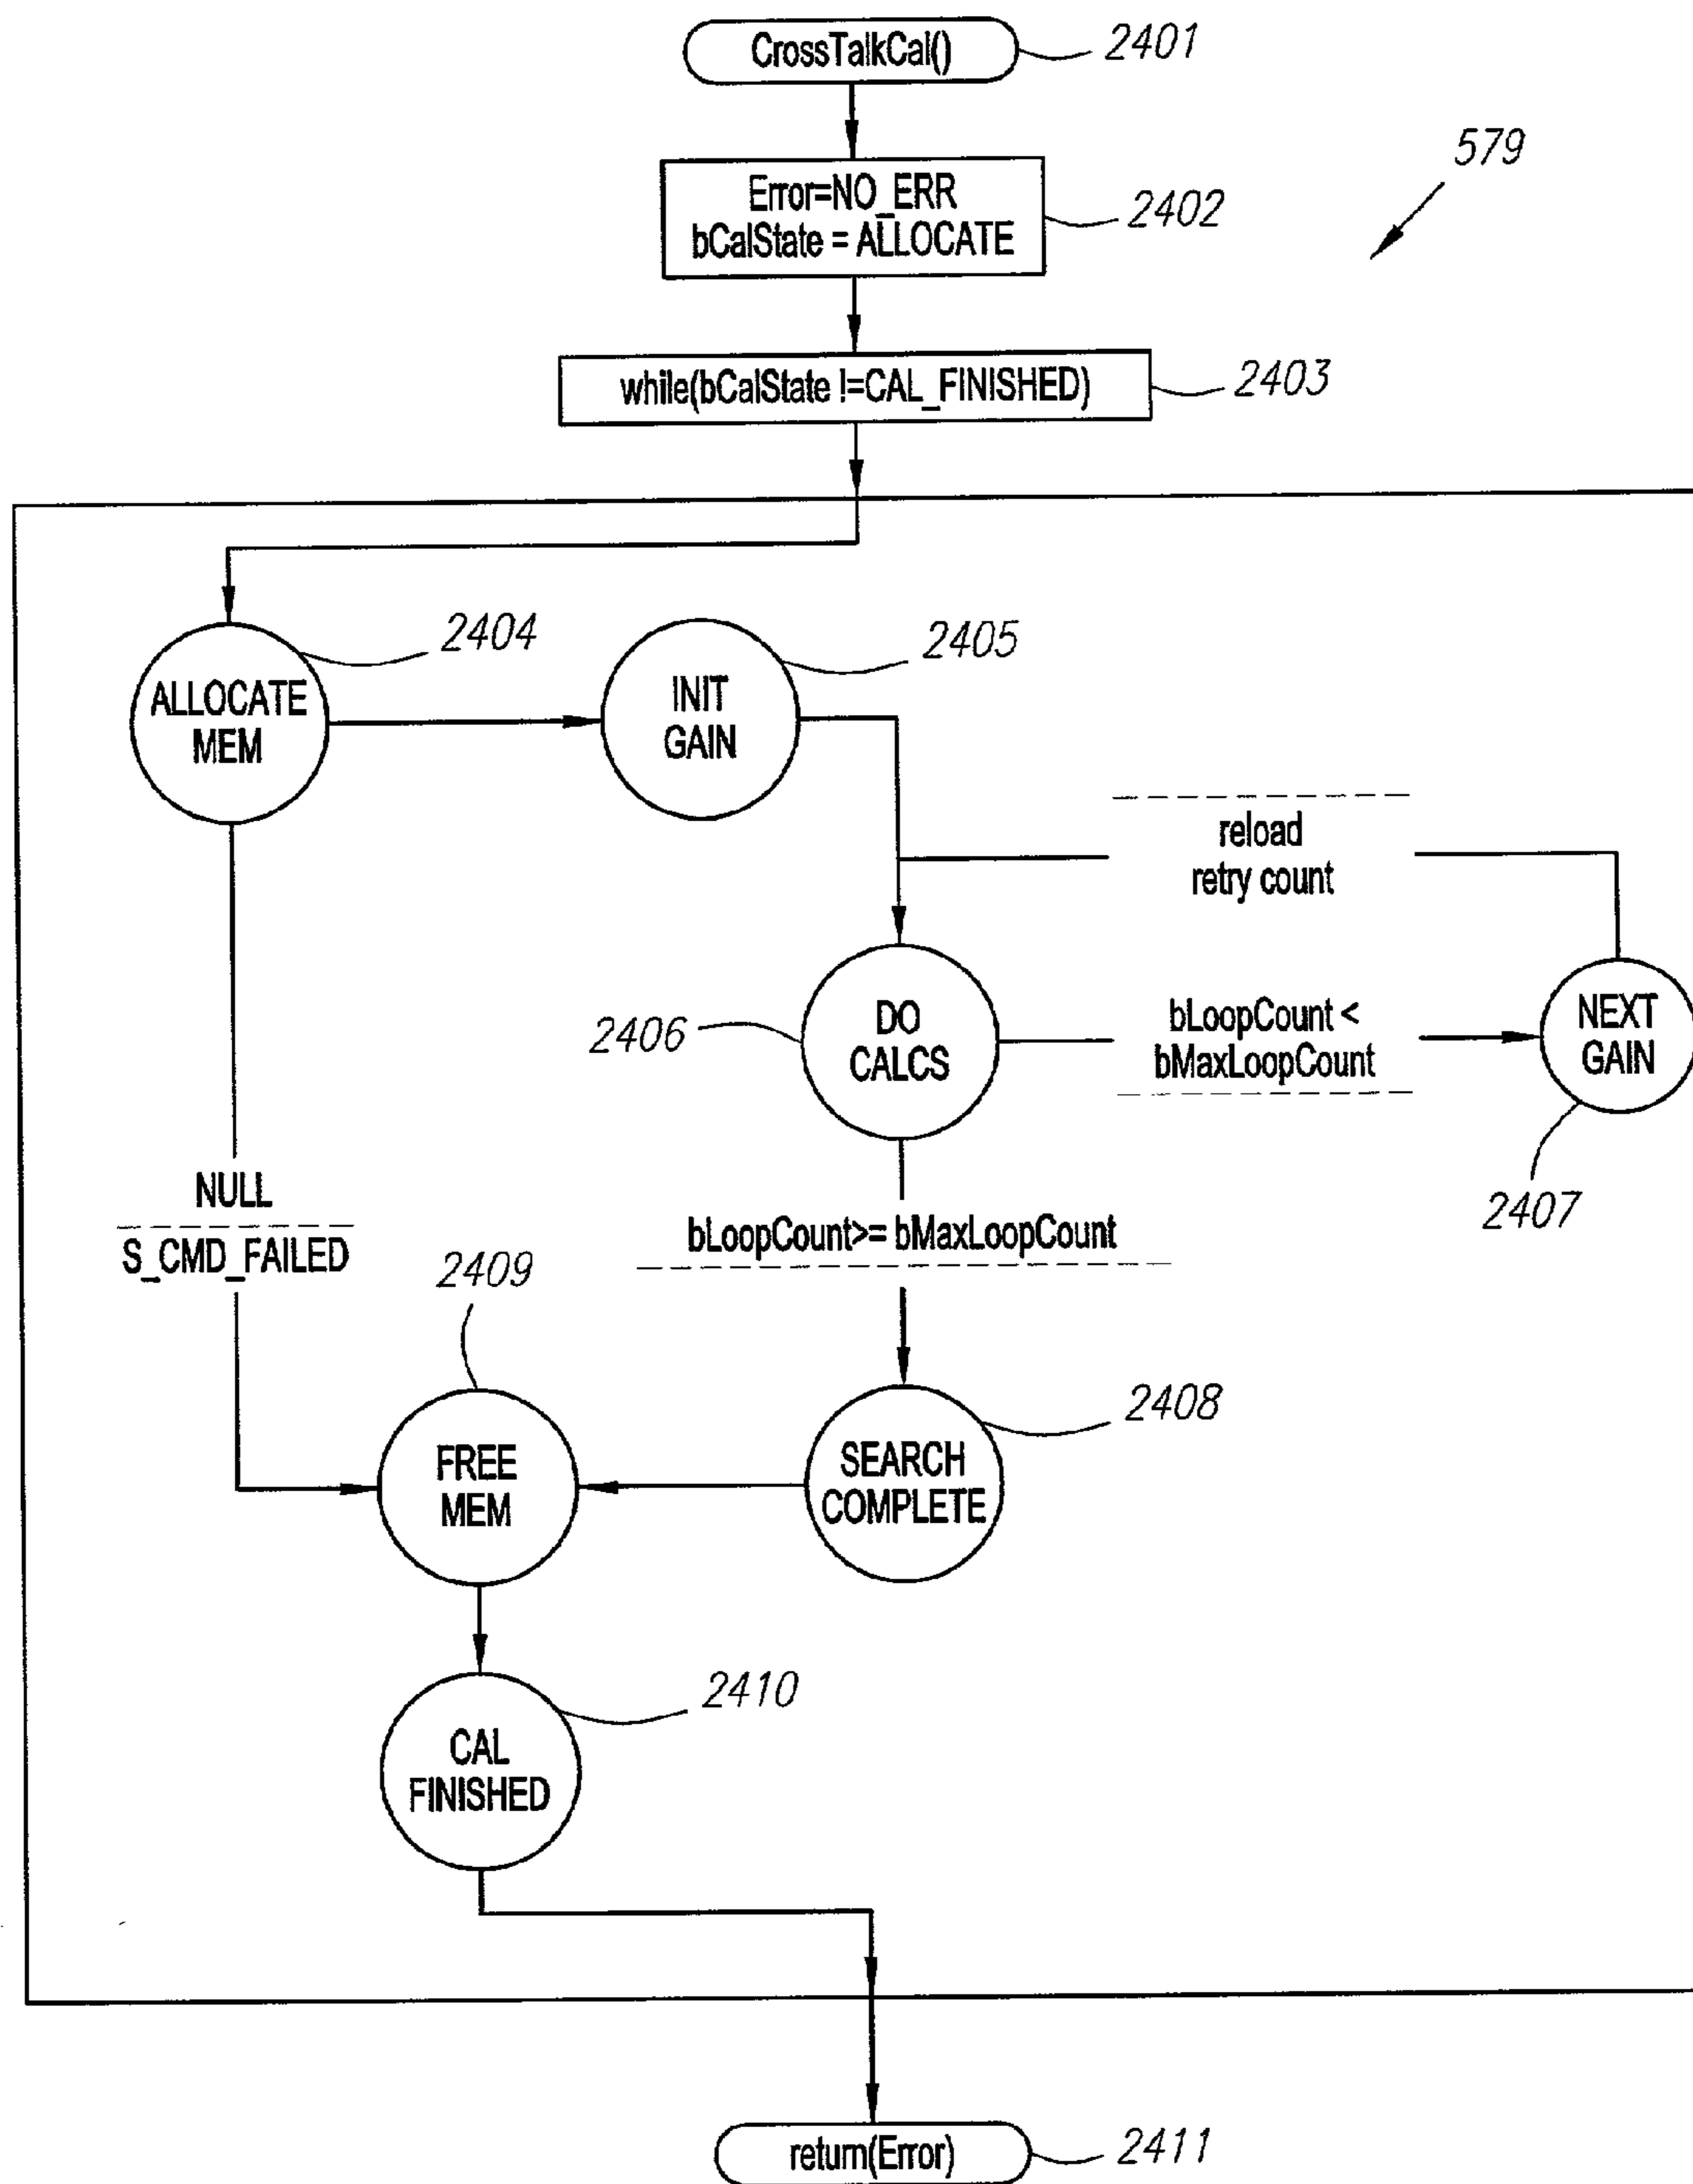 CrossTalkCal()
2401
579
Error=NO_ERR
bCalState = ALLOCATE
2402
while(bCalState !=CAL_FINISHED)
2403
2404
ALLOCATE
MEM
2405
INIT
GAIN
reload
retry count
2406
DO
CALCS
bLoopCount <
bMaxLoopCount
NEXT
GAIN
2407
NULL
S_CMD_FAILED
bLoopCount>= bMaxLoopCount
2409
FREE
MEM
2408
SEARCH
COMPLETE
2410
CAL
FINISHED
return(Error)
2411